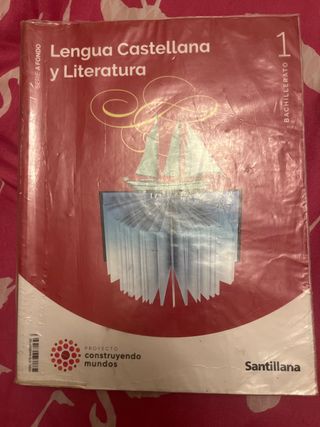 Lengua Castellana
y Literatura
SERIE A FONDO
1
BACHILLERATO
PROYECTO
construyendo
mundos
Santillana